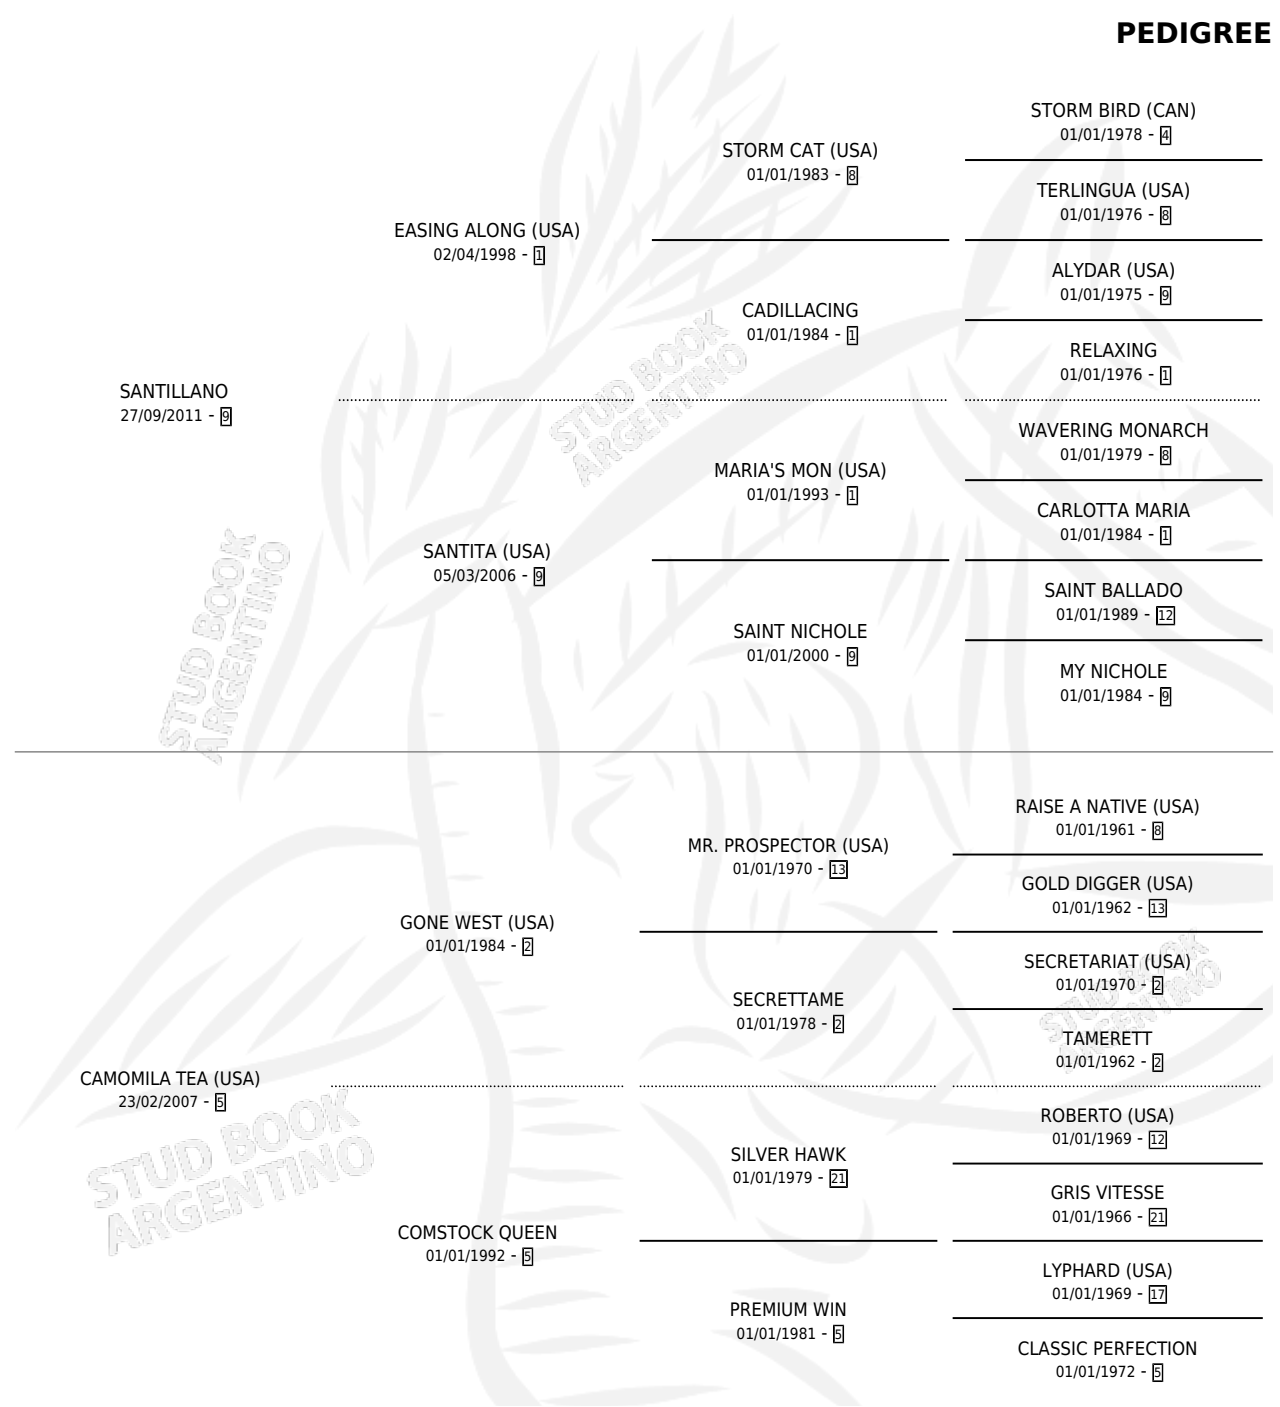 PEDIGREE
STORM BIRD (CAN)
01/01/1978 - 4
STORM CAT (USA)
01/01/1983 - 8
TERLINGUA (USA)
01/01/1976 - 8
EASING ALONG (USA)
02/04/1998 - 1
ALYDAR (USA)
01/01/1975 - 9
CADILLACING
01/01/1984 - 1
RELAXING
01/01/1976 - 1
SANTILLANO
27/09/2011 - 9
STUD BOOK
ARGENTINO
WAVERING MONARCH
01/01/1979 - 8
MARIA'S MON (USA)
01/01/1993 - 1
CARLOTTA MARIA
01/01/1984 - 1
SANTITA (USA)
05/03/2006 - 9
SAINT BALLADO
01/01/1989 - 12
SAINT NICHOLE
01/01/2000 - 9
MY NICHOLE
01/01/1984 - 9
STUD BOOK
ARGENTINO
RAISE A NATIVE (USA)
01/01/1961 - 8
MR. PROSPECTOR (USA)
01/01/1970 - 13
GOLD DIGGER (USA)
01/01/1962 - 13
GONE WEST (USA)
01/01/1984 - 2
SECRETARIAT (USA)
01/01/1970 - 2
SECRETTAME
01/01/1978 - 2
STUD BOOK
ARGENTINO
TAMERETT
01/01/1962 - 2
CAMOMILA TEA (USA)
23/02/2007 - 5
ROBERTO (USA)
01/01/1969 - 12
SILVER HAWK
01/01/1979 - 21
GRIS VITESSE
01/01/1966 - 21
STUD BOOK
ARGENTINO
COMSTOCK QUEEN
01/01/1992 - 5
LYPHARD (USA)
01/01/1969 - 17
PREMIUM WIN
01/01/1981 - 5
CLASSIC PERFECTION
01/01/1972 - 5